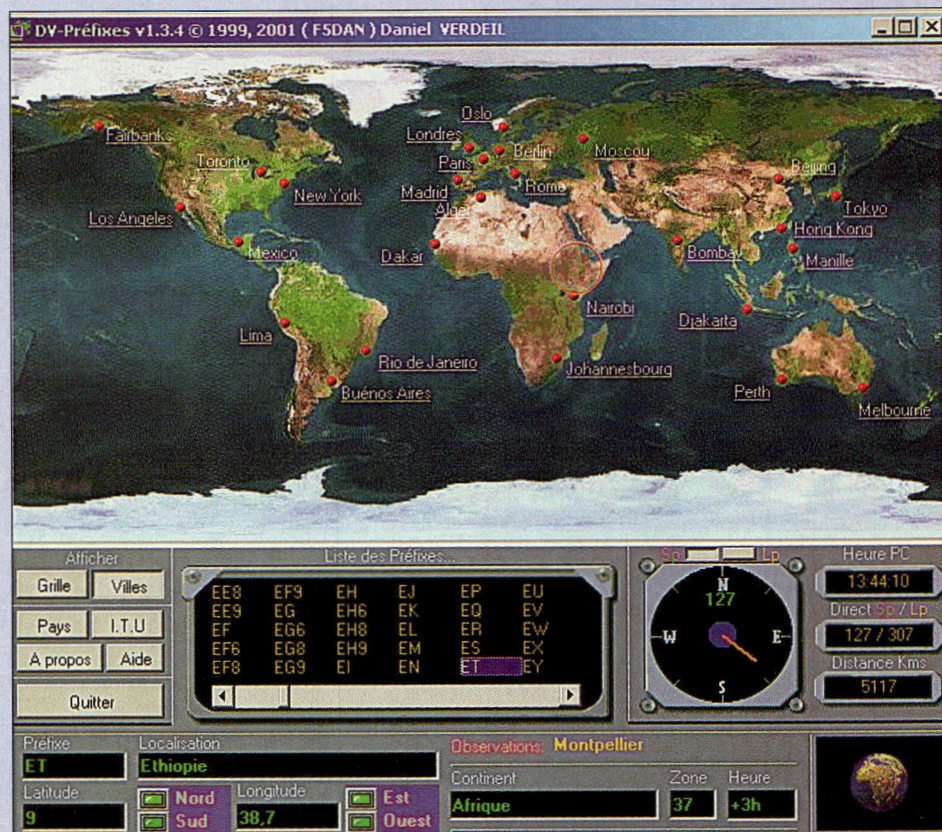 DV-Préfixes v1.3.4 © 1999, 2001 ( F5DAN ) Daniel VERDEIL
Oslo
Fairbanks
Londres
Berlin
Moscou
Toronto
Paris
Beijing
New York
Madrid
Rome
Los Angeles
Alger
Tokyo
Hong Kong
Mexico
Dakar
Bombay
Manille
Nairobi
Djakarta
Lima
Rio de Janeiro
Johannesbourg
Buénos Aires
Perth
Melbourne
Afficher
Grille Villes
Pays I.T.U
A propos Aide
Quitter
Liste des Préfixes...
EE8 EF9 EH EJ EP EU
EE9 EG EH6 EK EQ EV
EF EG6 EH8 EL ER EW
EF6 EG8 EH9 EM ES EX
EF8 EG9 EI EN ET EY
Sp Lp
N
127
W E
S
Heure PC
13:44:10
Direct Sp / Lp
127 / 307
Distance Kms
5117
Préfixe Localisation
ET Ethiopie
Latitude Longitude
9 Nord Sud 38,7 Est Ouest
Observations: Montpellier
Continent Zone Heure
Afrique 37 +3h